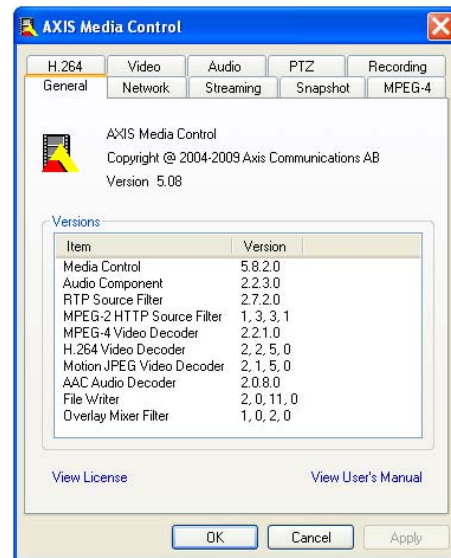 AXIS Media Control
H.264 Video Audio PTZ Recording
General Network Streaming Snapshot MPEG-4
AXIS Media Control
Copyright @ 2004-2009 Axis Communications AB
Version 5.08
Versions
Item Version
Media Control 5.8.2.0
Audio Component 2.2.3.0
RTP Source Filter 2.7.2.0
MPEG-2 HTTP Source Filter 1, 3, 3, 1
MPEG-4 Video Decoder 2.2.1.0
H.264 Video Decoder 2, 2, 5, 0
Motion JPEG Video Decoder 2, 1, 5, 0
AAC Audio Decoder 2.0.8.0
File Writer 2, 0, 11, 0
Overlay Mixer Filter 1, 0, 2, 0
View License View User's Manual
OK Cancel Apply